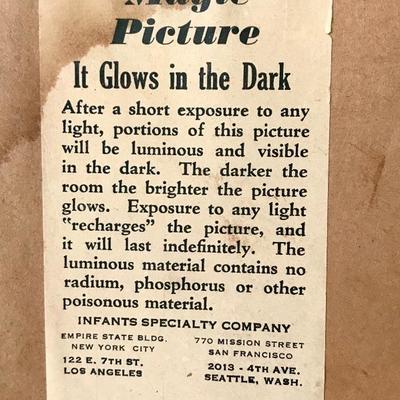 Magic
Picture
It Glows in the Dark
After a short exposure to any
light, portions of this picture
will be luminous and visible
in the dark. The darker the
room the brighter the picture
glows. Exposure to any light
"recharges" the picture, and
it will last indefinitely. The
luminous material contains no
radium, phosphorus or other
poisonous material.
INFANTS SPECIALTY COMPANY
EMPIRE STATE BLDG.
NEW YORK CITY
122 E. 7TH ST.
LOS ANGELES
770 MISSION STREET
SAN FRANCISCO
2013 - 4TH AVE.
SEATTLE, WASH.